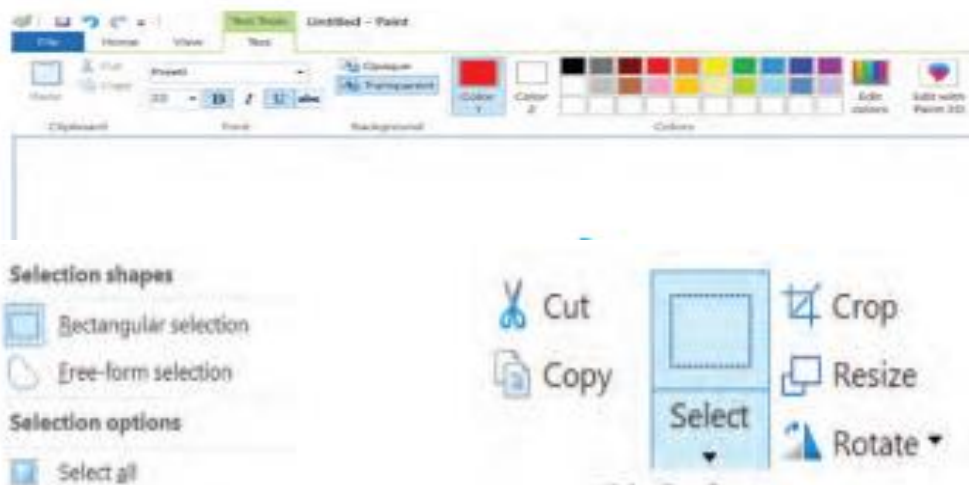 Text Tools Untitled - Paint
File Home View Text
Paste Cut Copy
20 B I U abc
Opaque
Transparent
Color 1
Color 2
Edit colors
Edit with Paint 3D
Clipboard Font Background Colors
Selection shapes
Rectangular selection
Free-form selection
Selection options
Select all
Cut
Copy
Select
Crop
Resize
Rotate